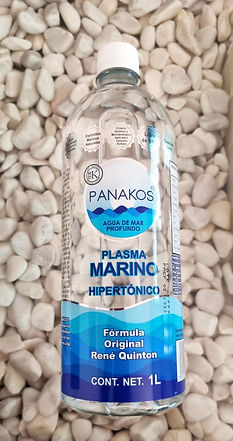 PANAKOS
AGUA DE MAR
PROFUNDO
PLASMA
MARINO
HIPERTÓNICO
Fórmula
Original
René Quinton
CONT. NET. 1L